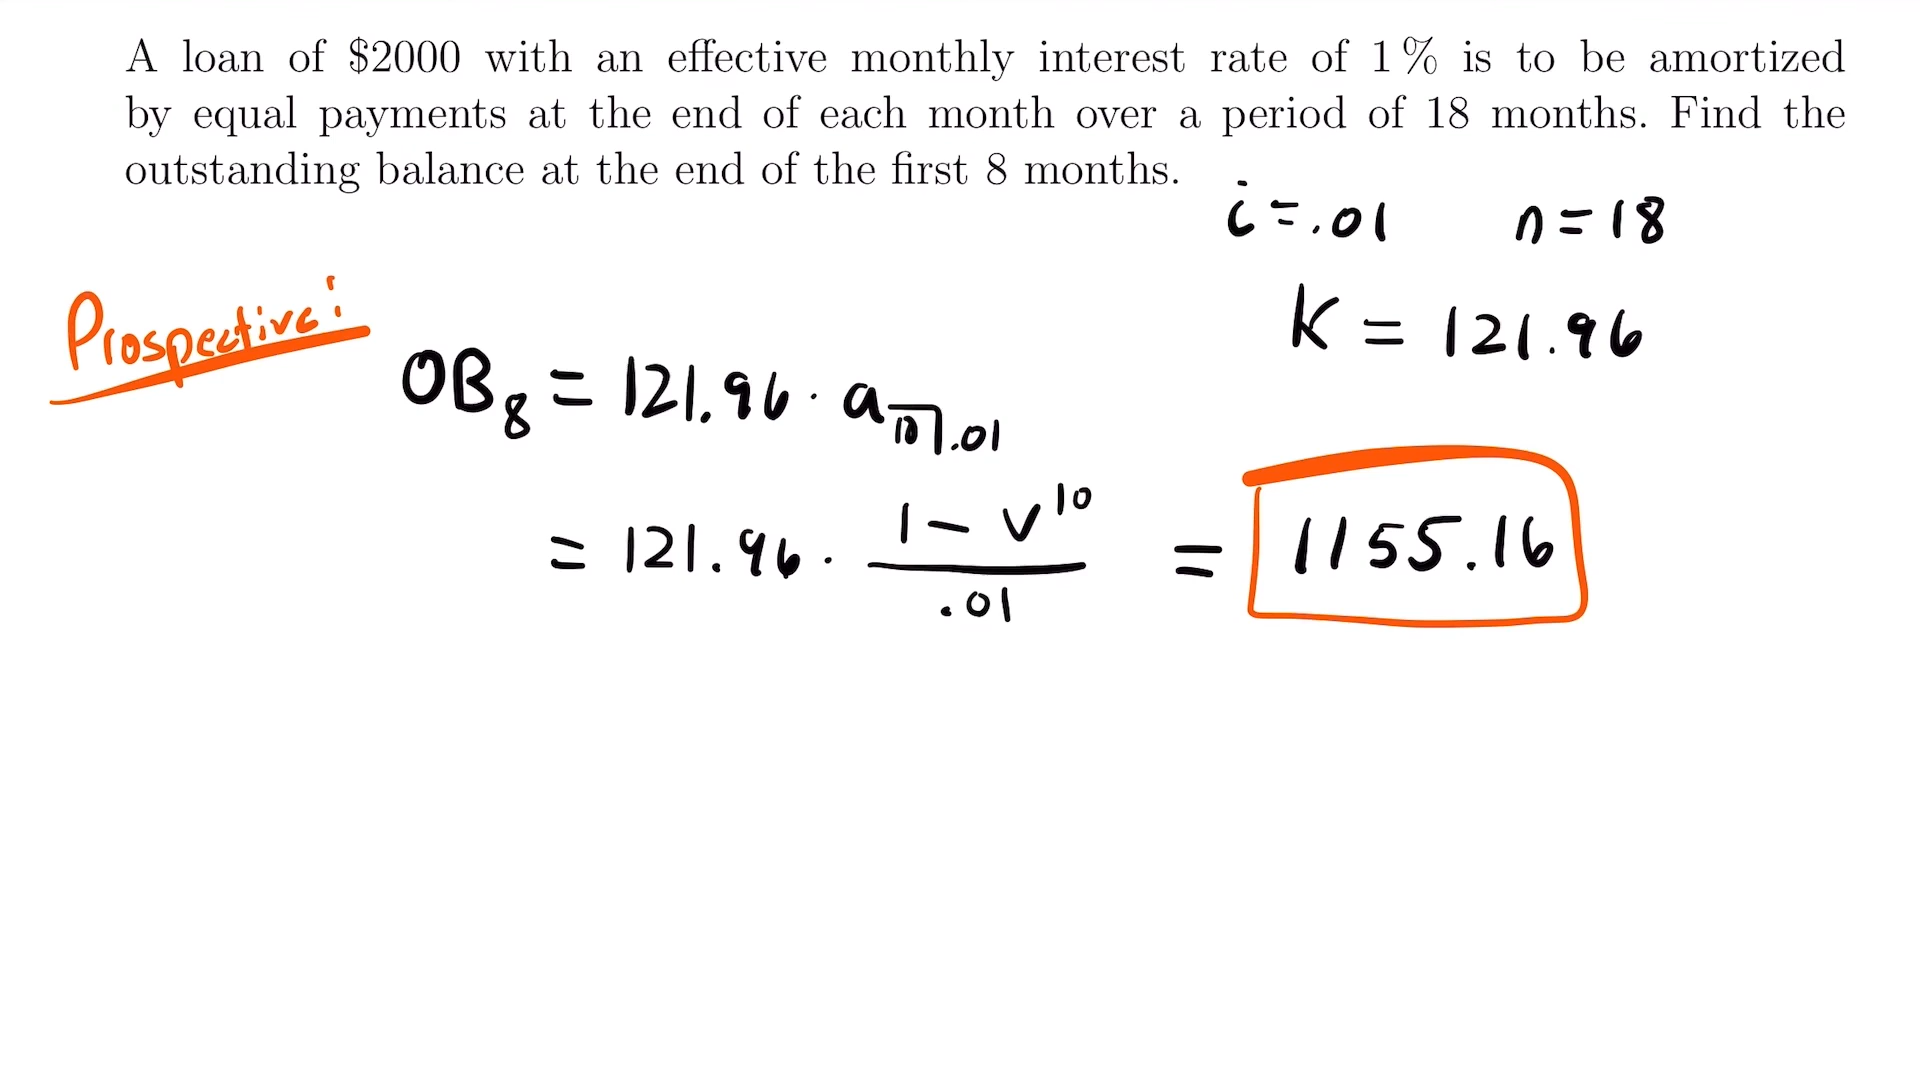 A loan of $2000 with an effective monthly interest rate of 1% is to be amortized
by equal payments at the end of each month over a period of 18 months. Find the
outstanding balance at the end of the first 8 months.
i = .01 n = 18
K = 121.96
Prospective:
OB₈ = 121.96 · a₁₀⌉.₀₁
= 121.96 · (1 - v¹⁰)/.01 = 1155.16